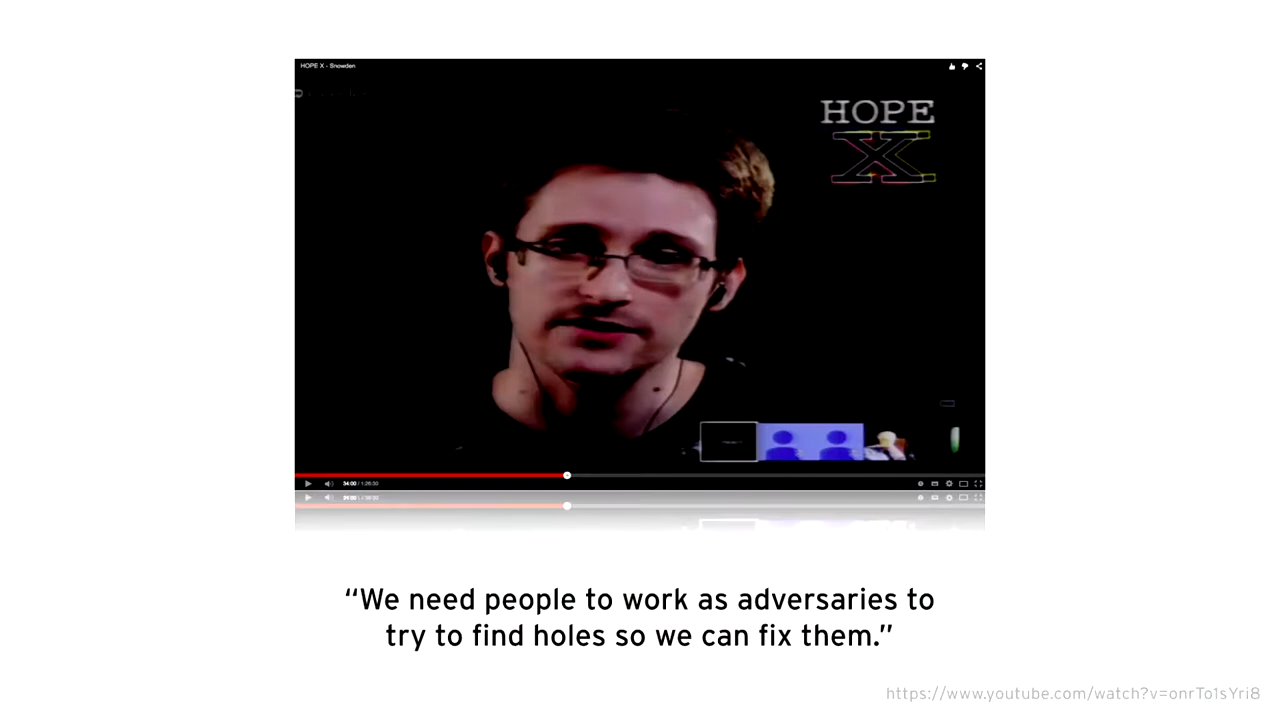 HOPE X - Snowden
HOPE
X
34:00 / 1:26:30
“We need people to work as adversaries to
try to find holes so we can fix them.”
https://www.youtube.com/watch?v=onrTo1sYri8